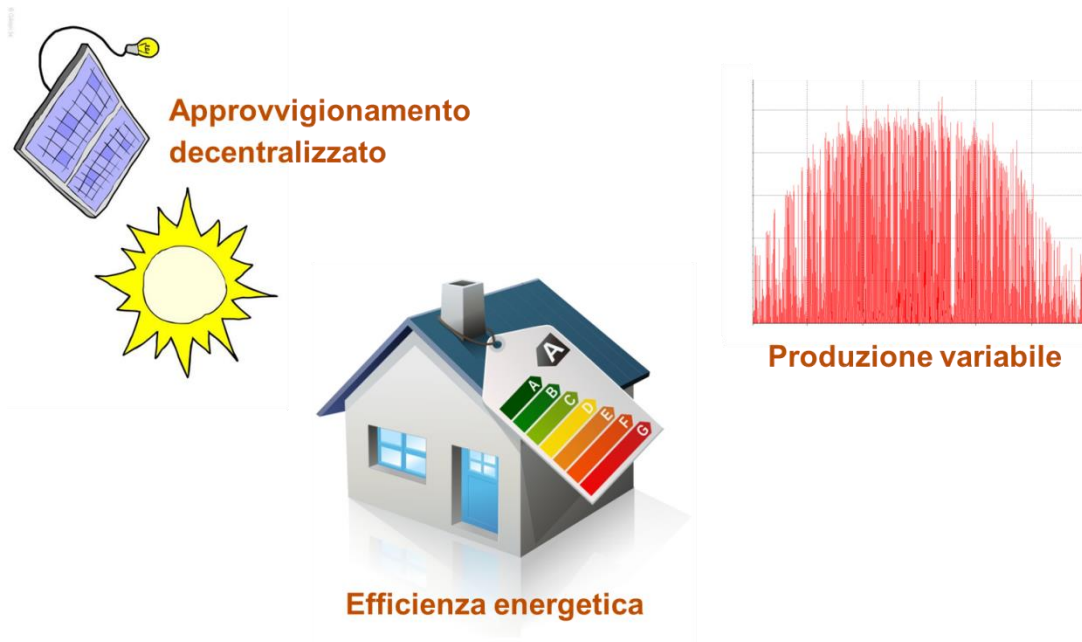 Approvvigionamento
decentralizzato
Produzione variabile
A
A
B
C
D
E
F
G
Efficienza energetica